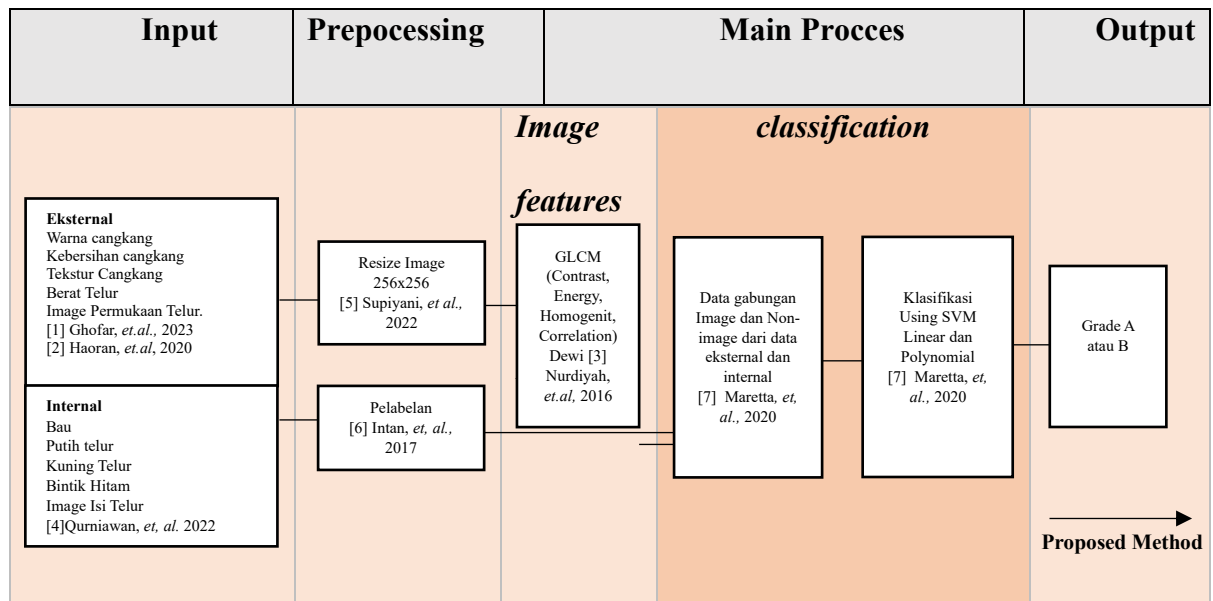 Input
Prepocessing
Main Procces
Output
Image
features
classification
Eksternal
Warna cangkang
Kebersihan cangkang
Tekstur Cangkang
Berat Telur
Image Permukaan Telur.
[1] Ghofar, et.al., 2023
[2] Haoran, et.al, 2020
Internal
Bau
Putih telur
Kuning Telur
Bintik Hitam
Image Isi Telur
[4]Qurniawan, et, al. 2022
Resize Image
256x256
[5] Supiyani, et al.,
2022
Pelabelan
[6] Intan, et, al.,
2017
GLCM
(Contrast,
Energy,
Homogenit,
Correlation)
Dewi [3]
Nurdiyah,
et.al, 2016
Data gabungan
Image dan Non-
image dari data
eksternal dan
internal
[7] Maretta, et,
al., 2020
Klasifikasi
Using SVM
Linear dan
Polynomial
[7] Maretta, et,
al., 2020
Grade A
atau B
Proposed Method